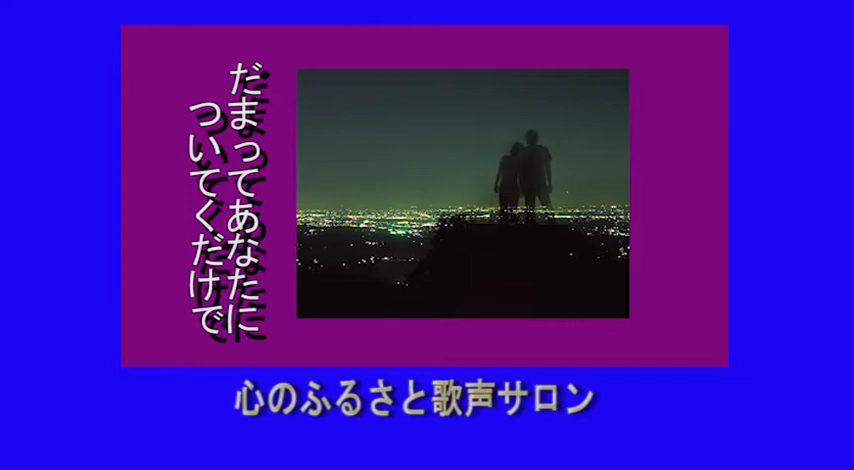 だまってあなたに
ついてくだけで
心のふるさと歌声サロン